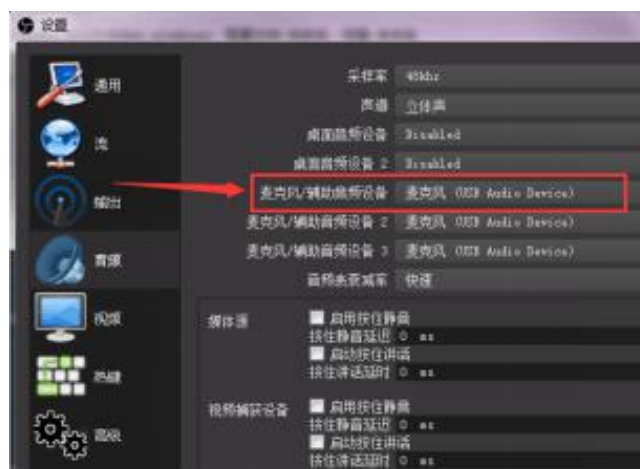 设置
通用
流
输出
音频
视频
热键
高级
采样率 48khz
声道 立体声
桌面音频设备 Disabled
桌面音频设备 2 Disabled
麦克风/辅助音频设备 麦克风 (USB Audio Device)
麦克风/辅助音频设备 2 麦克风 (USB Audio Device)
麦克风/辅助音频设备 3 麦克风 (USB Audio Device)
音频表衰减率 快速
媒体源
启用按住静音
按住静音延迟 0 ms
启动按住讲话
按住讲话延时 0 ms
视频捕获设备
启用按住静音
按住静音延迟 0 ms
启动按住讲话
按住讲话延时 0 ms